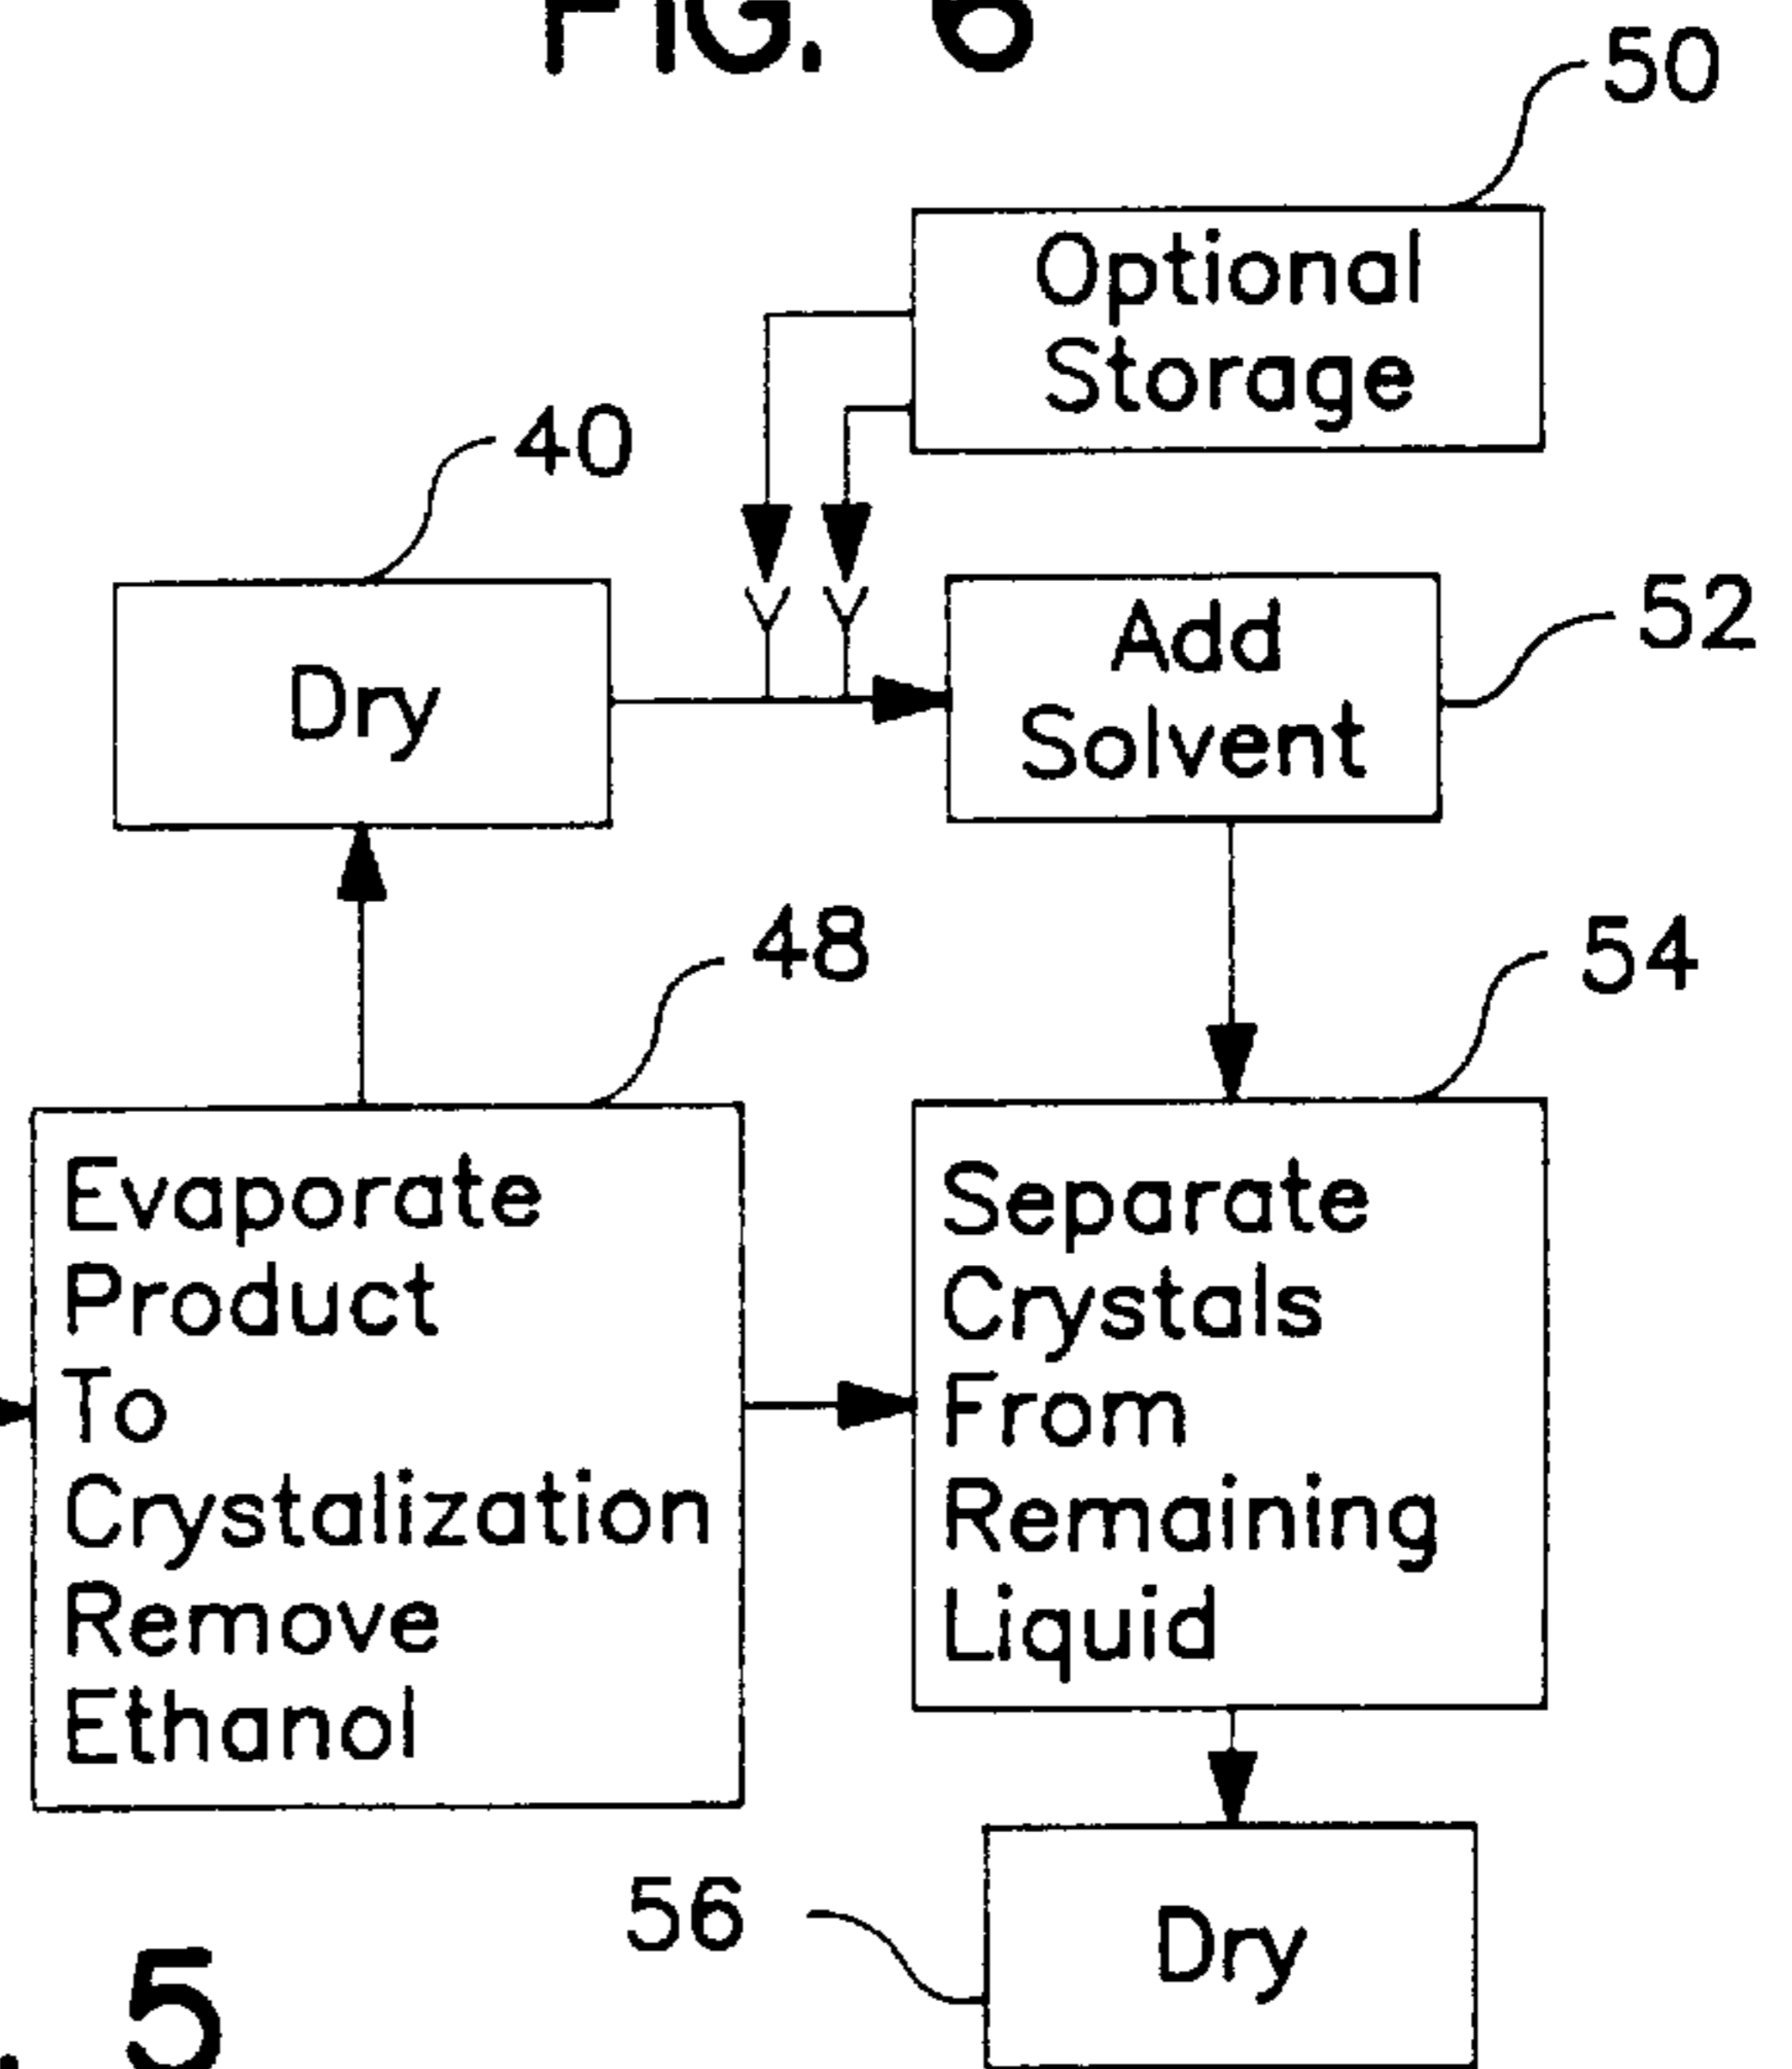 FIG. 6
50
Optional
Storage
40
Dry
Add
Solvent
52
48
54
Evaporate
Product
To
Crystalization
Remove
Ethanol
Separate
Crystals
From
Remaining
Liquid
56
Dry
. 5